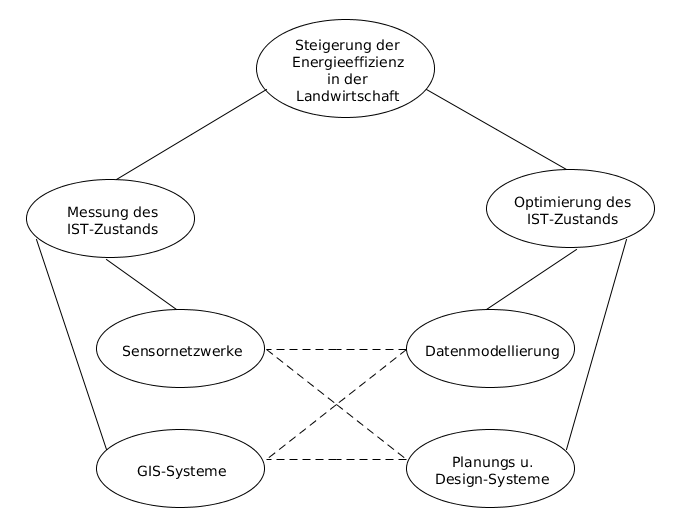 Steigerung der
Energieeffizienz
in der
Landwirtschaft
Messung des
IST-Zustands
Optimierung des
IST-Zustands
Sensornetzwerke
Datenmodellierung
GIS-Systeme
Planungs u.
Design-Systeme